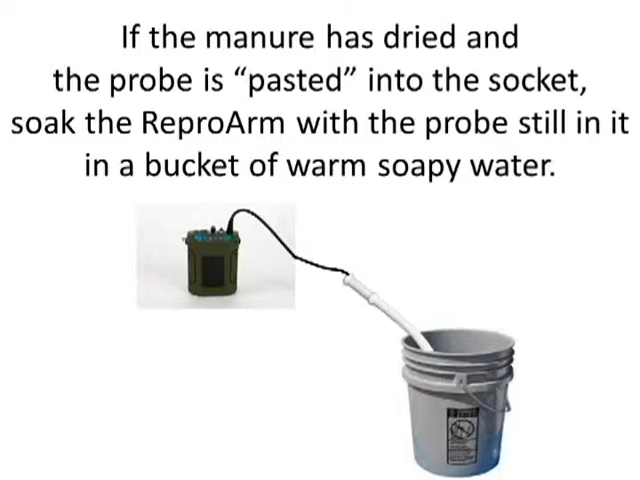 If the manure has dried and
the probe is “pasted” into the socket,
soak the ReproArm with the probe still in it
in a bucket of warm soapy water.